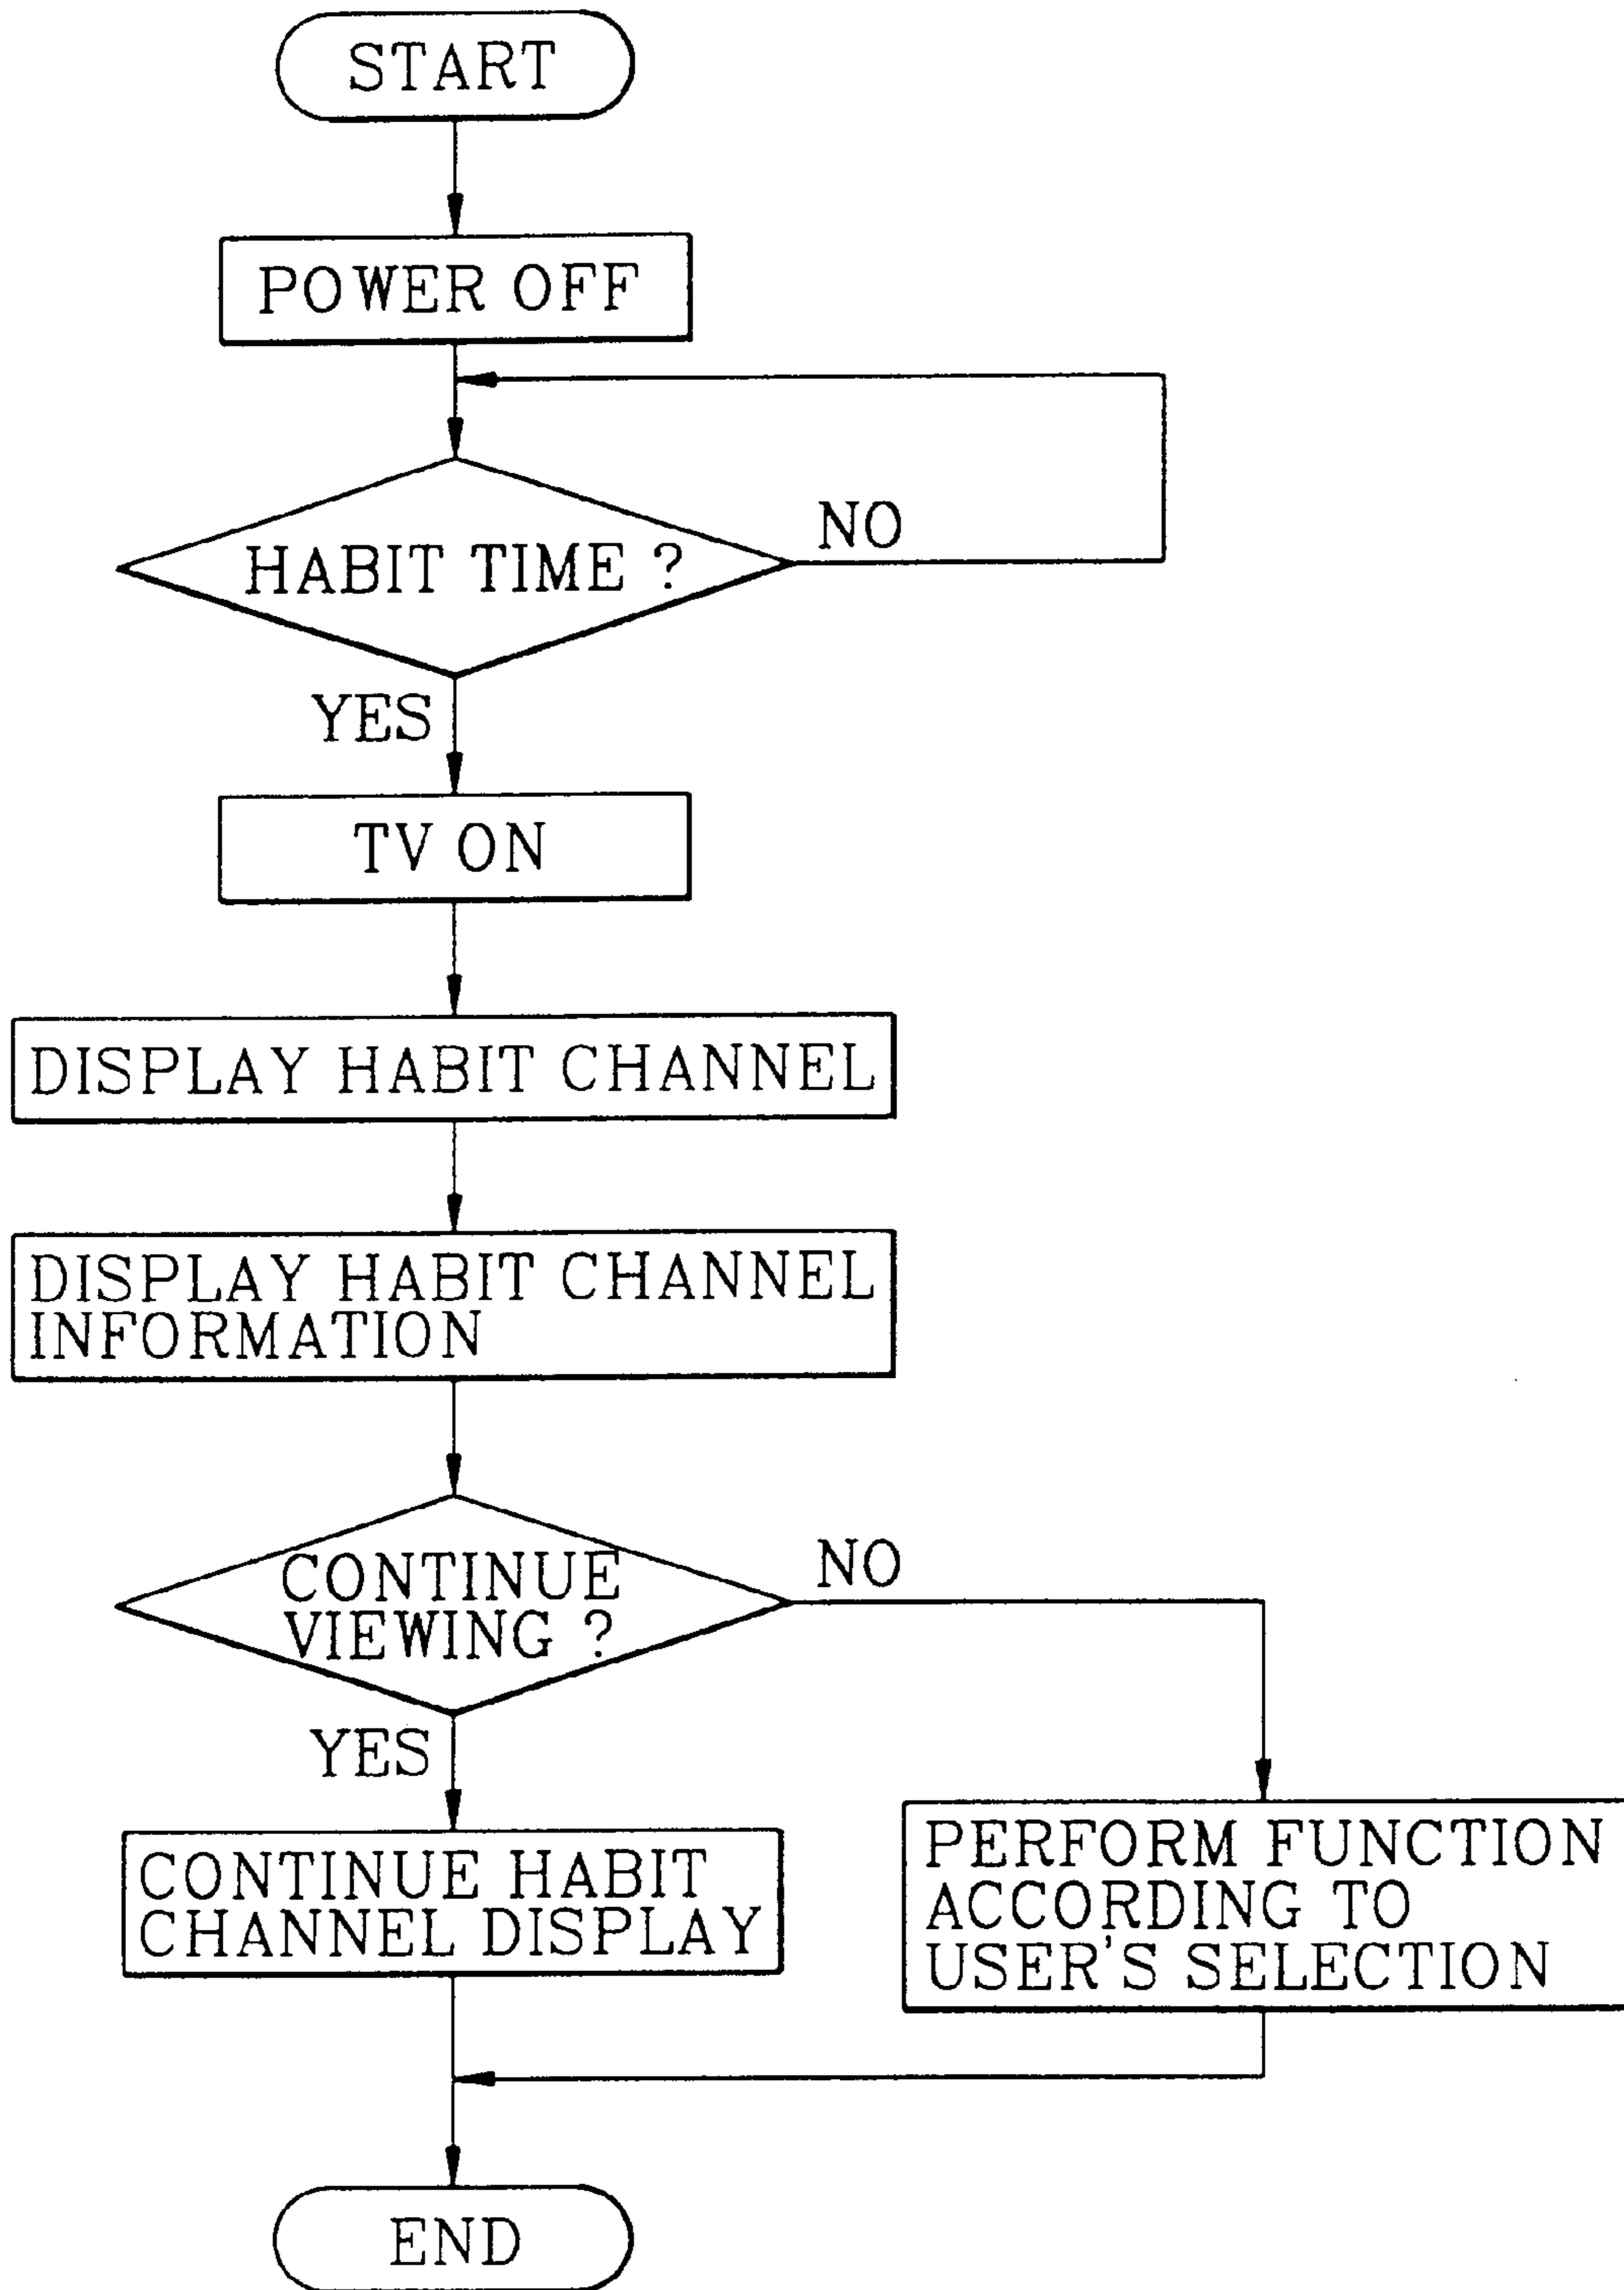 START
POWER OFF
HABIT TIME ?
NO
YES
TV ON
DISPLAY HABIT CHANNEL
DISPLAY HABIT CHANNEL
INFORMATION
CONTINUE
VIEWING ?
NO
YES
CONTINUE HABIT
CHANNEL DISPLAY
PERFORM FUNCTION
ACCORDING TO
USER'S SELECTION
END